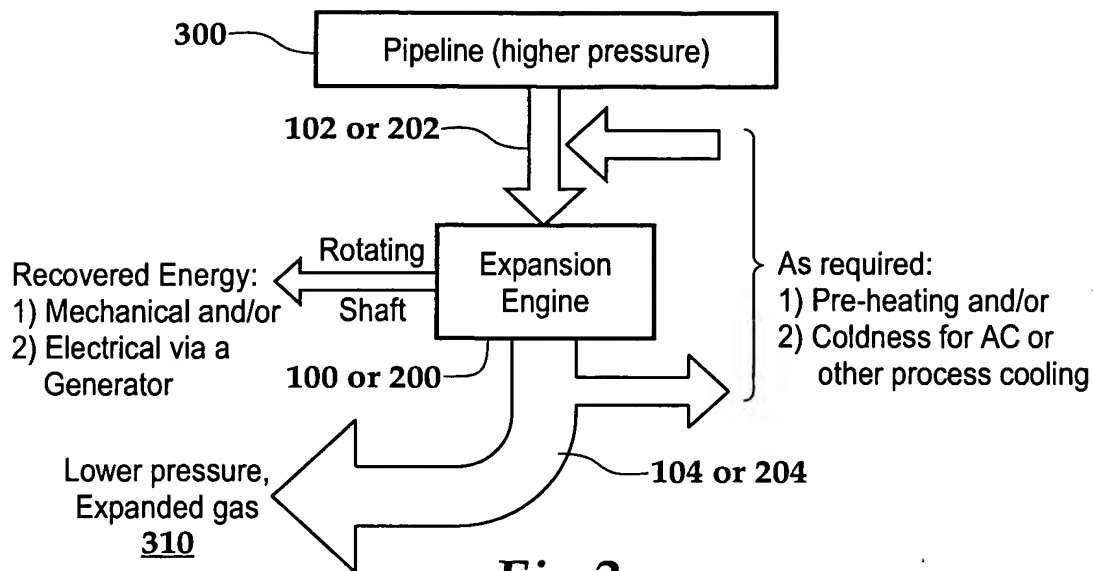 300
Pipeline (higher pressure)
102 or 202
Rotating
Shaft
Expansion
Engine
Recovered Energy:
1) Mechanical and/or
2) Electrical via a
Generator
As required:
1) Pre-heating and/or
2) Coldness for AC or
other process cooling
100 or 200
104 or 204
Lower pressure,
Expanded gas
310